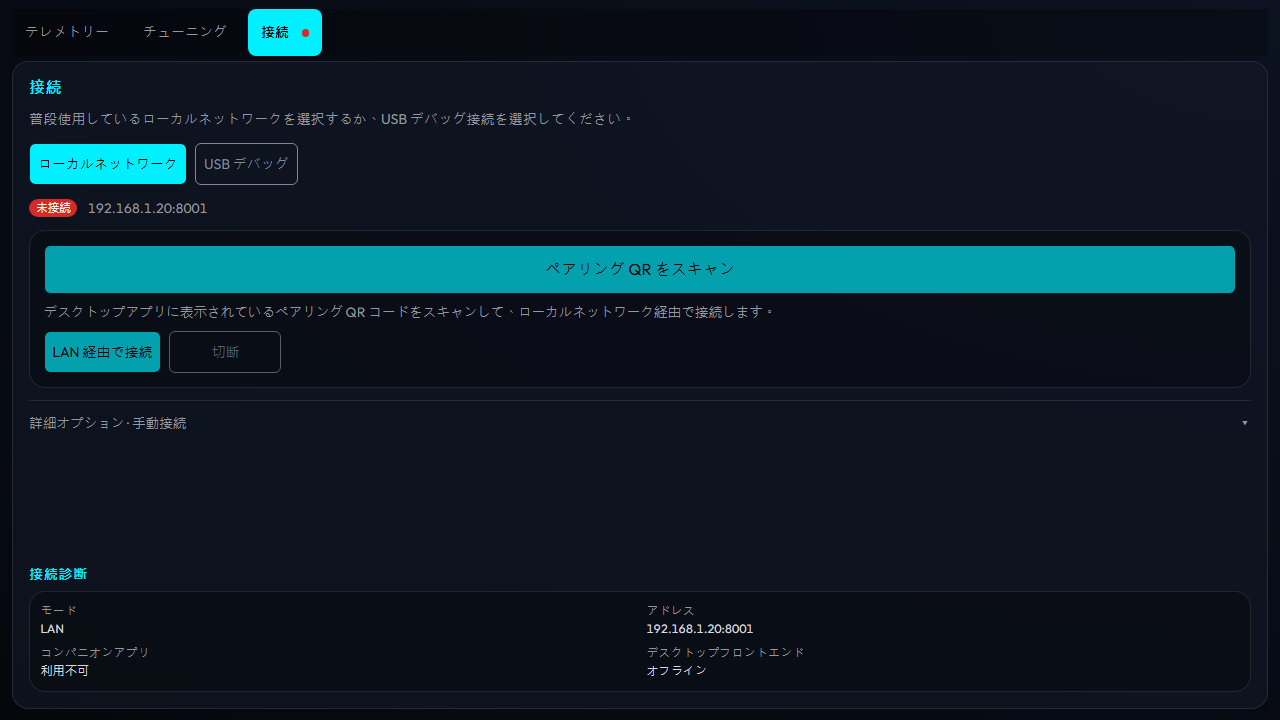 テレメトリー
チューニング
接続
接続
普段使用しているローカルネットワークを選択するか、USB デバッグ接続を選択してください。
ローカルネットワーク
USB デバッグ
未接続
192.168.1.20:8001
ペアリング QR をスキャン
デスクトップアプリに表示されているペアリング QR コードをスキャンして、ローカルネットワーク経由で接続します。
LAN 経由で接続
切断
詳細オプション · 手動接続
接続診断
モード
LAN
アドレス
192.168.1.20:8001
コンパニオンアプリ
利用不可
デスクトップフロントエンド
オフライン